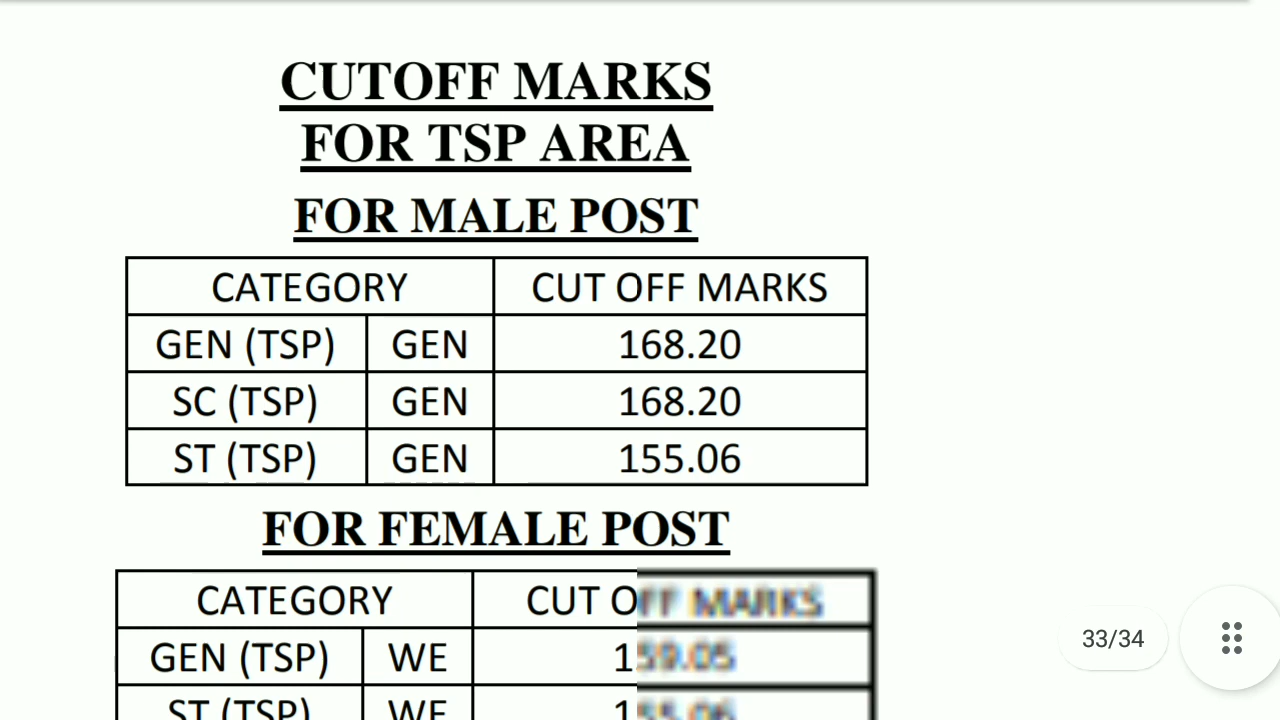 CUTOFF MARKS
FOR TSP AREA
FOR MALE POST
CATEGORY CUT OFF MARKS
GEN (TSP) GEN 168.20
SC (TSP) GEN 168.20
ST (TSP) GEN 155.06
FOR FEMALE POST
CATEGORY CUT OFF MARKS
GEN (TSP) WE 159.05
ST (TSP) WE 155.06
33/34